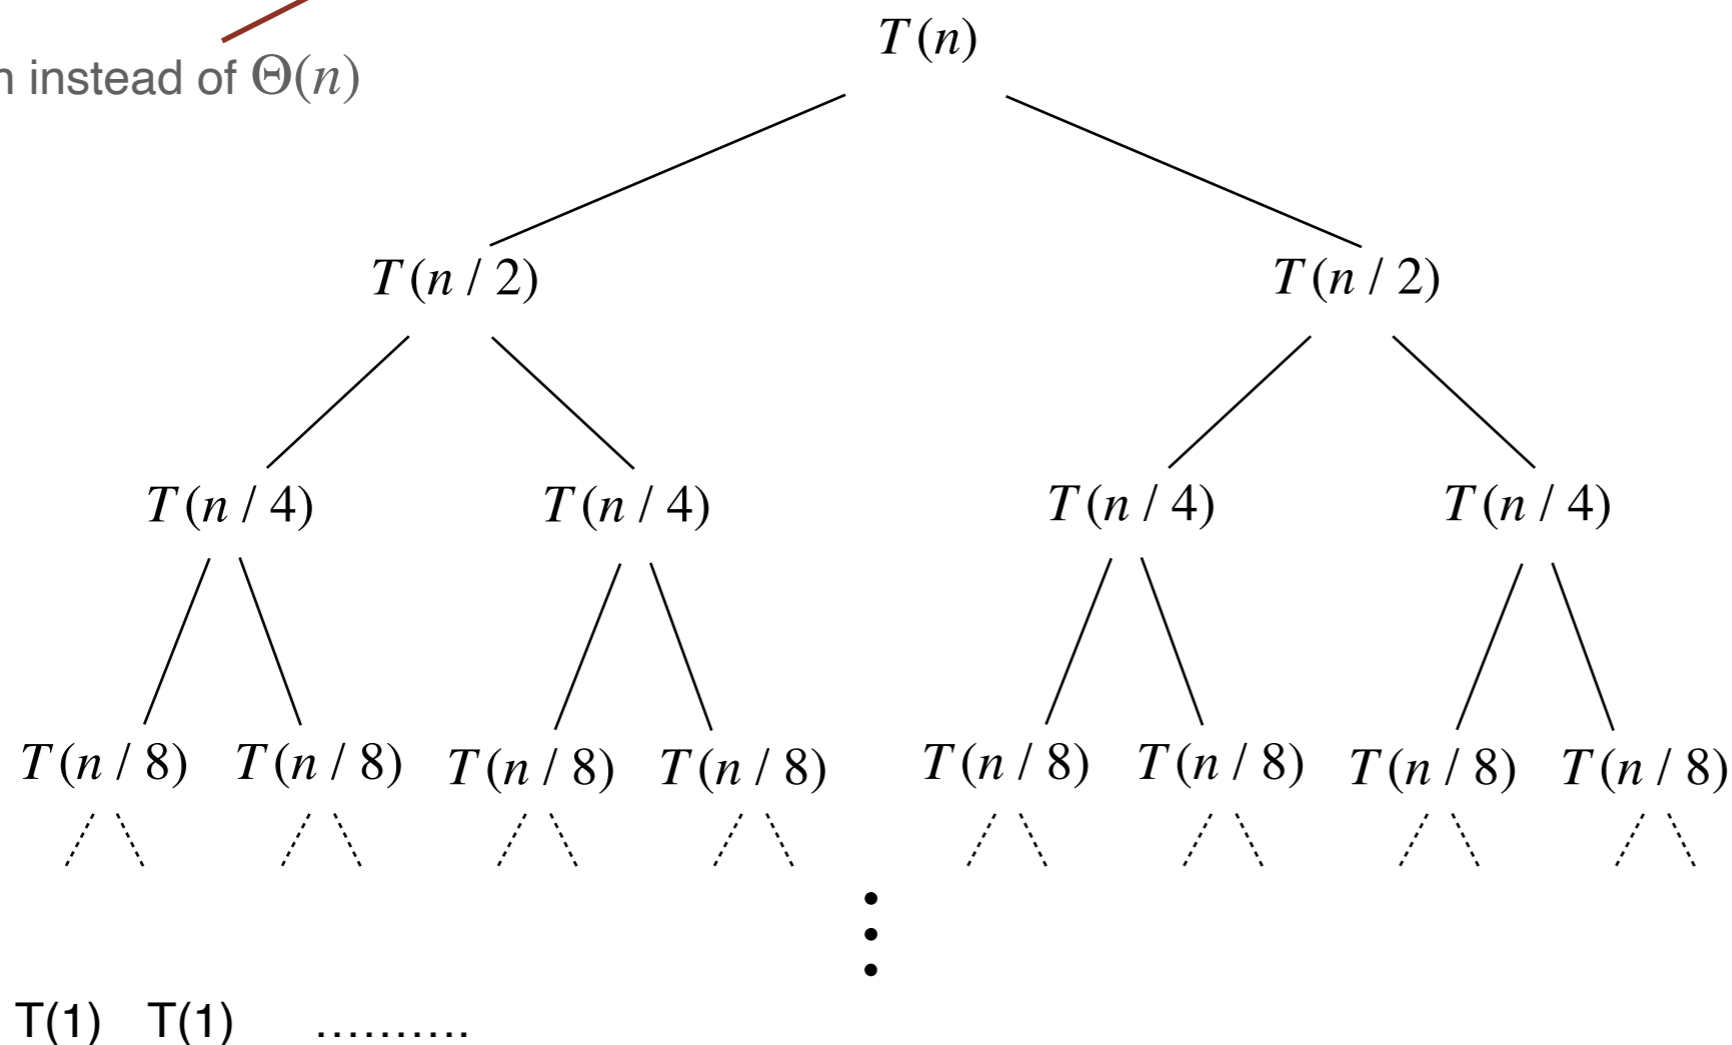 T(n)
n instead of Θ(n)
T(n / 2) T(n / 2)
T(n / 4) T(n / 4) T(n / 4) T(n / 4)
T(n / 8) T(n / 8) T(n / 8) T(n / 8) T(n / 8) T(n / 8) T(n / 8) T(n / 8)
T(1) T(1) ..........